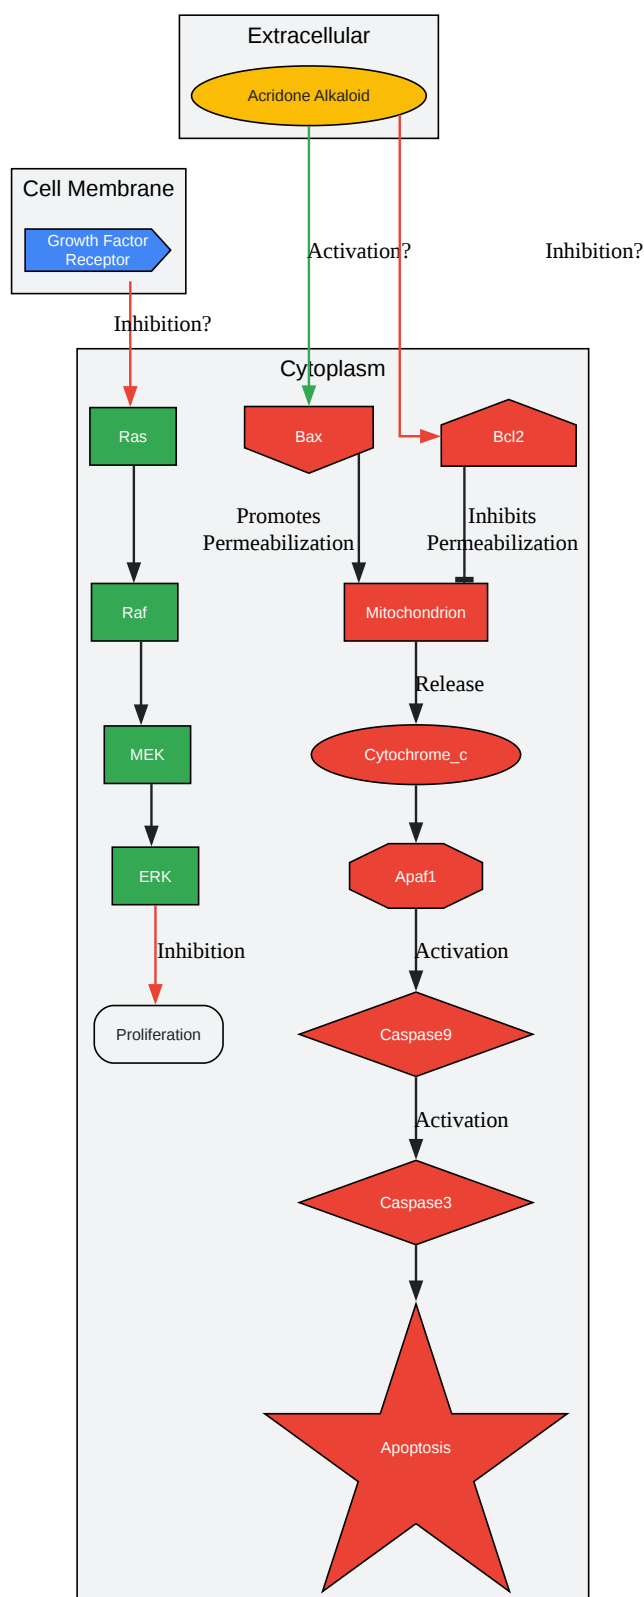 Extracellular
Acridone Alkaloid
Cell Membrane
Growth Factor
Receptor
Activation?
Inhibition?
Inhibition?
Cytoplasm
Ras
Bax
Bcl2
Promotes
Permeabilization
Inhibits
Permeabilization
Raf
Mitochondrion
Release
MEK
Cytochrome_c
ERK
Apaf1
Inhibition
Activation
Proliferation
Caspase9
Activation
Caspase3
Apoptosis